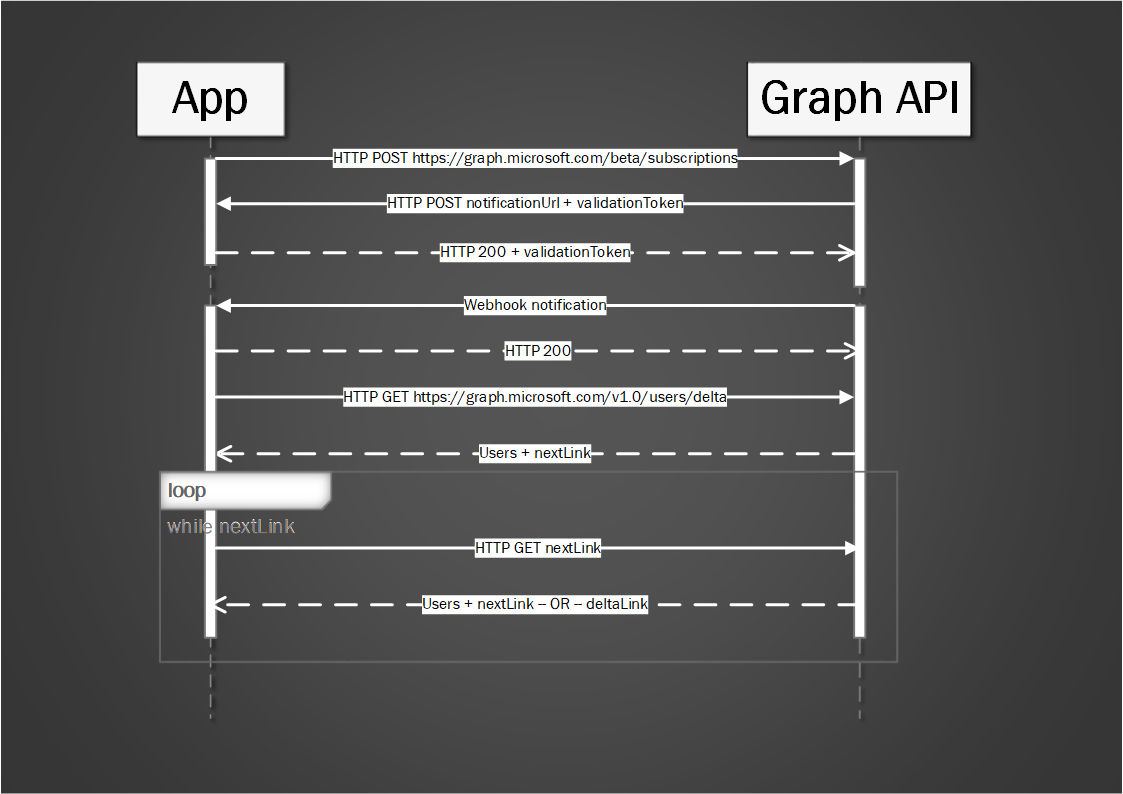 App
Graph API
HTTP POST https://graph.microsoft.com/beta/subscriptions
HTTP POST notificationUrl + validationToken
HTTP 200 + validationToken
Webhook notification
HTTP 200
HTTP GET https://graph.microsoft.com/v1.0/users/delta
Users + nextLink
loop
while nextLink
HTTP GET nextLink
Users + nextLink -- OR -- deltaLink